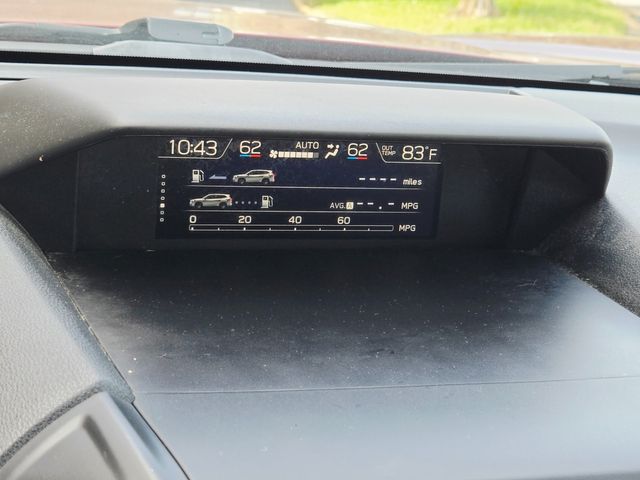 10:43 62 AUTO 62 OUT TEMP 83°F
---- miles
AVG. A --.- MPG
0 20 40 60 MPG